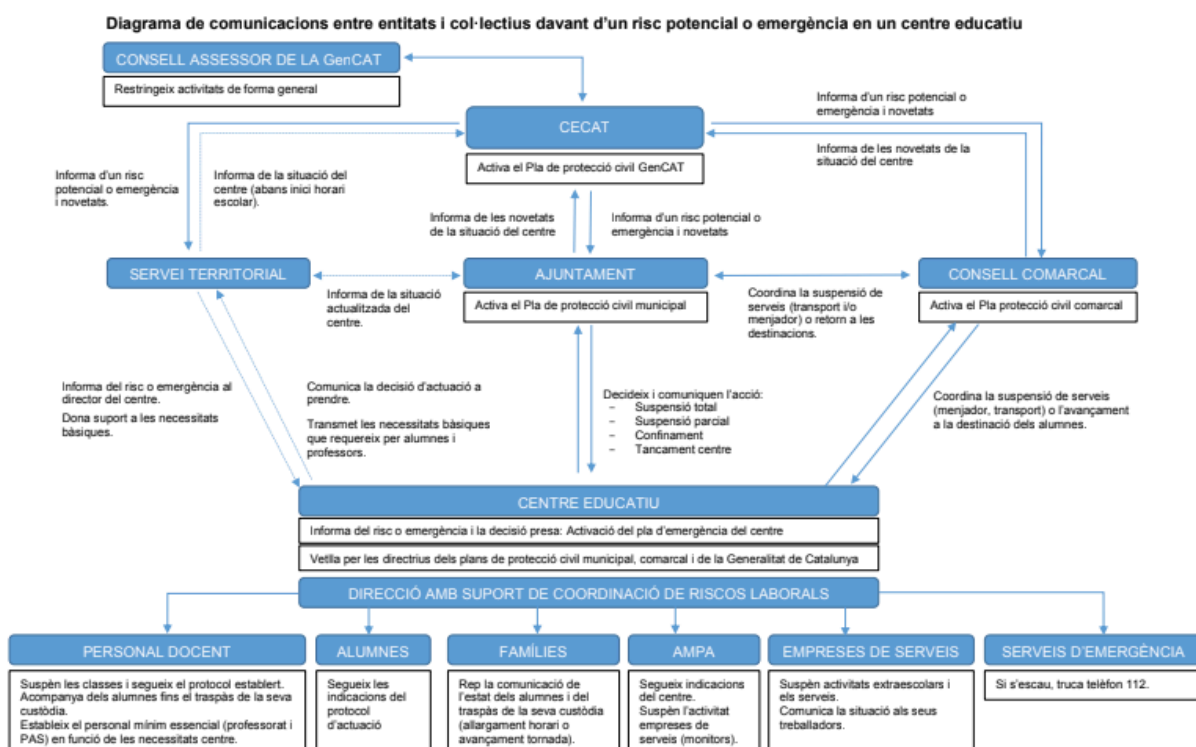 Diagrama de comunicacions entre entitats i col·lectius davant d'un risc potencial o emergència en un centre educatiu
CONSELL ASSESSOR DE LA GenCAT
Restringeix activitats de forma general
CECAT
Activa el Pla de protecció civil GenCAT
Informa d'un risc potencial o
emergència i novetats
Informa de les novetats de la
situació del centre
Informa d'un risc
potencial o emergència
i novetats.
Informa de la situació del
centre (abans inici horari
escolar).
Informa de les novetats
de la situació del centre
Informa d'un risc potencial o
emergència i novetats
SERVEI TERRITORIAL
AJUNTAMENT
Activa el Pla de protecció civil municipal
CONSELL COMARCAL
Activa el Pla protecció civil comarcal
Informa de la situació
actualitzada del
centre.
Coordina la suspensió de
serveis (transport i/o
menjador) o retorn a les
destinacions.
Informa del risc o emergència al
director del centre.
Dona suport a les necessitats
bàsiques.
Comunica la decisió d'actuació a
prendre.
Transmet les necessitats bàsiques
que requereix per alumnes i
professors.
Decideix i comuniquen l'acció:
– Suspensió total
– Suspensió parcial
– Confinament
– Tancament centre
Coordina la suspensió de serveis
(menjador, transport) o l'avançament
a la destinació dels alumnes.
CENTRE EDUCATIU
Informa del risc o emergència i la decisió presa: Activació del pla d'emergència del centre
Vetlla per les directrius dels plans de protecció civil municipal, comarcal i de la Generalitat de Catalunya
DIRECCIÓ AMB SUPORT DE COORDINACIÓ DE RISCOS LABORALS
PERSONAL DOCENT
Suspèn les classes i segueix el protocol establert.
Acompanya dels alumnes fins el traspàs de la seva
custòdia.
Estableix el personal mínim essencial (professorat i
PAS) en funció de les necessitats centre.
ALUMNES
Segueix les
indicacions del
protocol
d'actuació
FAMÍLIES
Rep la comunicació de
l'estat dels alumnes i del
traspàs de la seva custòdia
(allargament horari o
avançament tornada).
AMPA
Segueix indicacions
del centre.
Suspèn l'activitat
empreses de
serveis (monitors).
EMPRESES DE SERVEIS
Suspèn activitats extraescolars i
els serveis.
Comunica la situació als seus
treballadors.
SERVEIS D'EMERGÈNCIA
Si s'escau, truca telèfon 112.